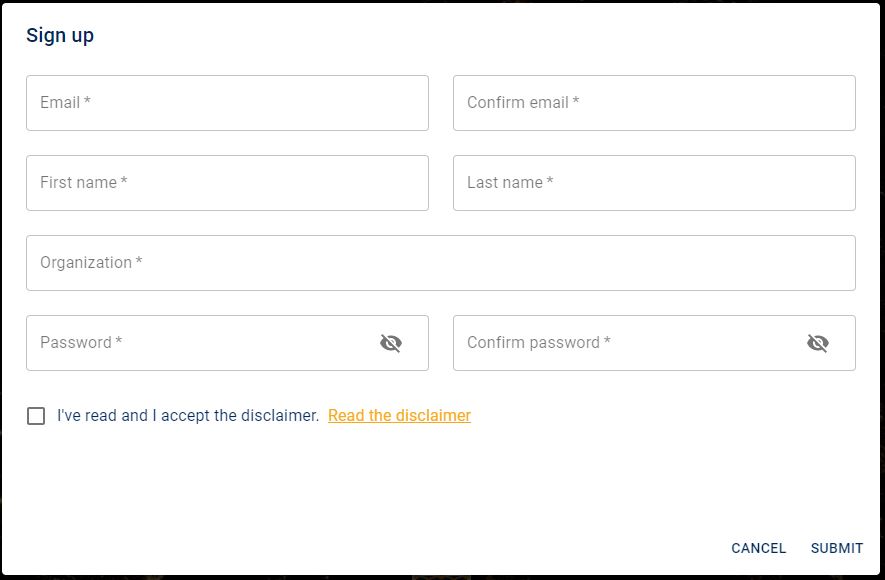 Sign up
Email *
Confirm email *
First name *
Last name *
Organization *
Password *
Confirm password *
I've read and I accept the disclaimer. Read the disclaimer
CANCEL SUBMIT